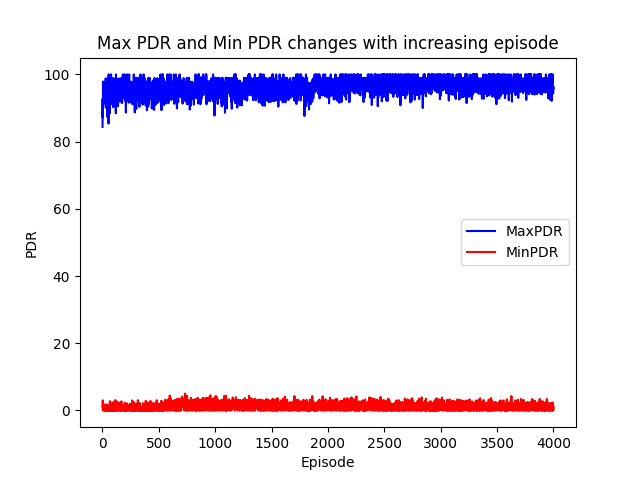 Max PDR and Min PDR changes with increasing episode
100
80
60
40
20
0
PDR
MaxPDR
MinPDR
0 500 1000 1500 2000 2500 3000 3500 4000
Episode